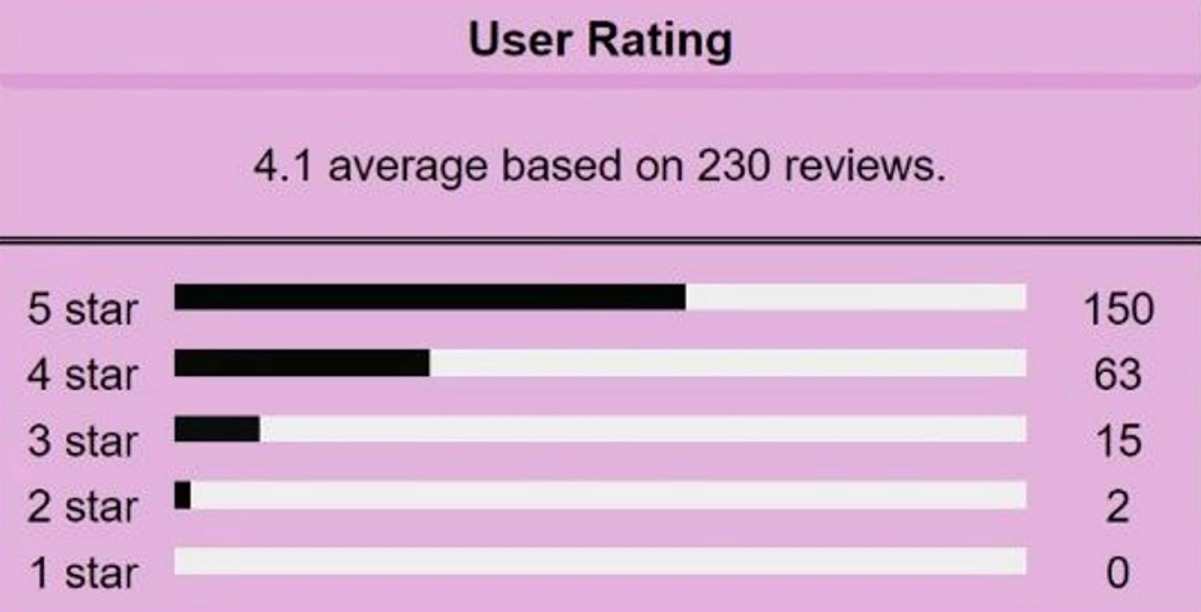 User Rating
4.1 average based on 230 reviews.
5 star 150
4 star 63
3 star 15
2 star 2
1 star 0